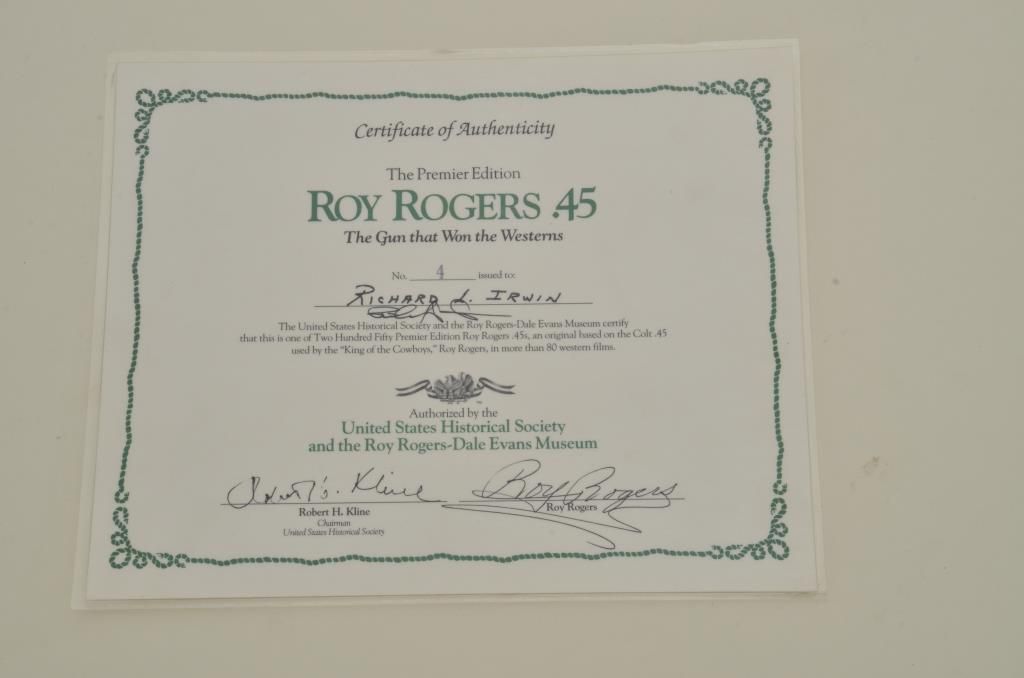 Certificate of Authenticity
The Premier Edition
ROY ROGERS .45
The Gun that Won the Westerns
No. 4 issued to:
RICHARD L. IRWIN
The United States Historical Society and the Roy Rogers-Dale Evans Museum certify
that this is one of Two Hundred Fifty Premier Edition Roy Rogers .45s, an original based on the Colt .45
used by the "King of the Cowboys," Roy Rogers, in more than 80 western films.
Authorized by the
United States Historical Society
and the Roy Rogers-Dale Evans Museum
Kline Roy Rogers
Robert H. Kline Roy Rogers
Chairman
United States Historical Society